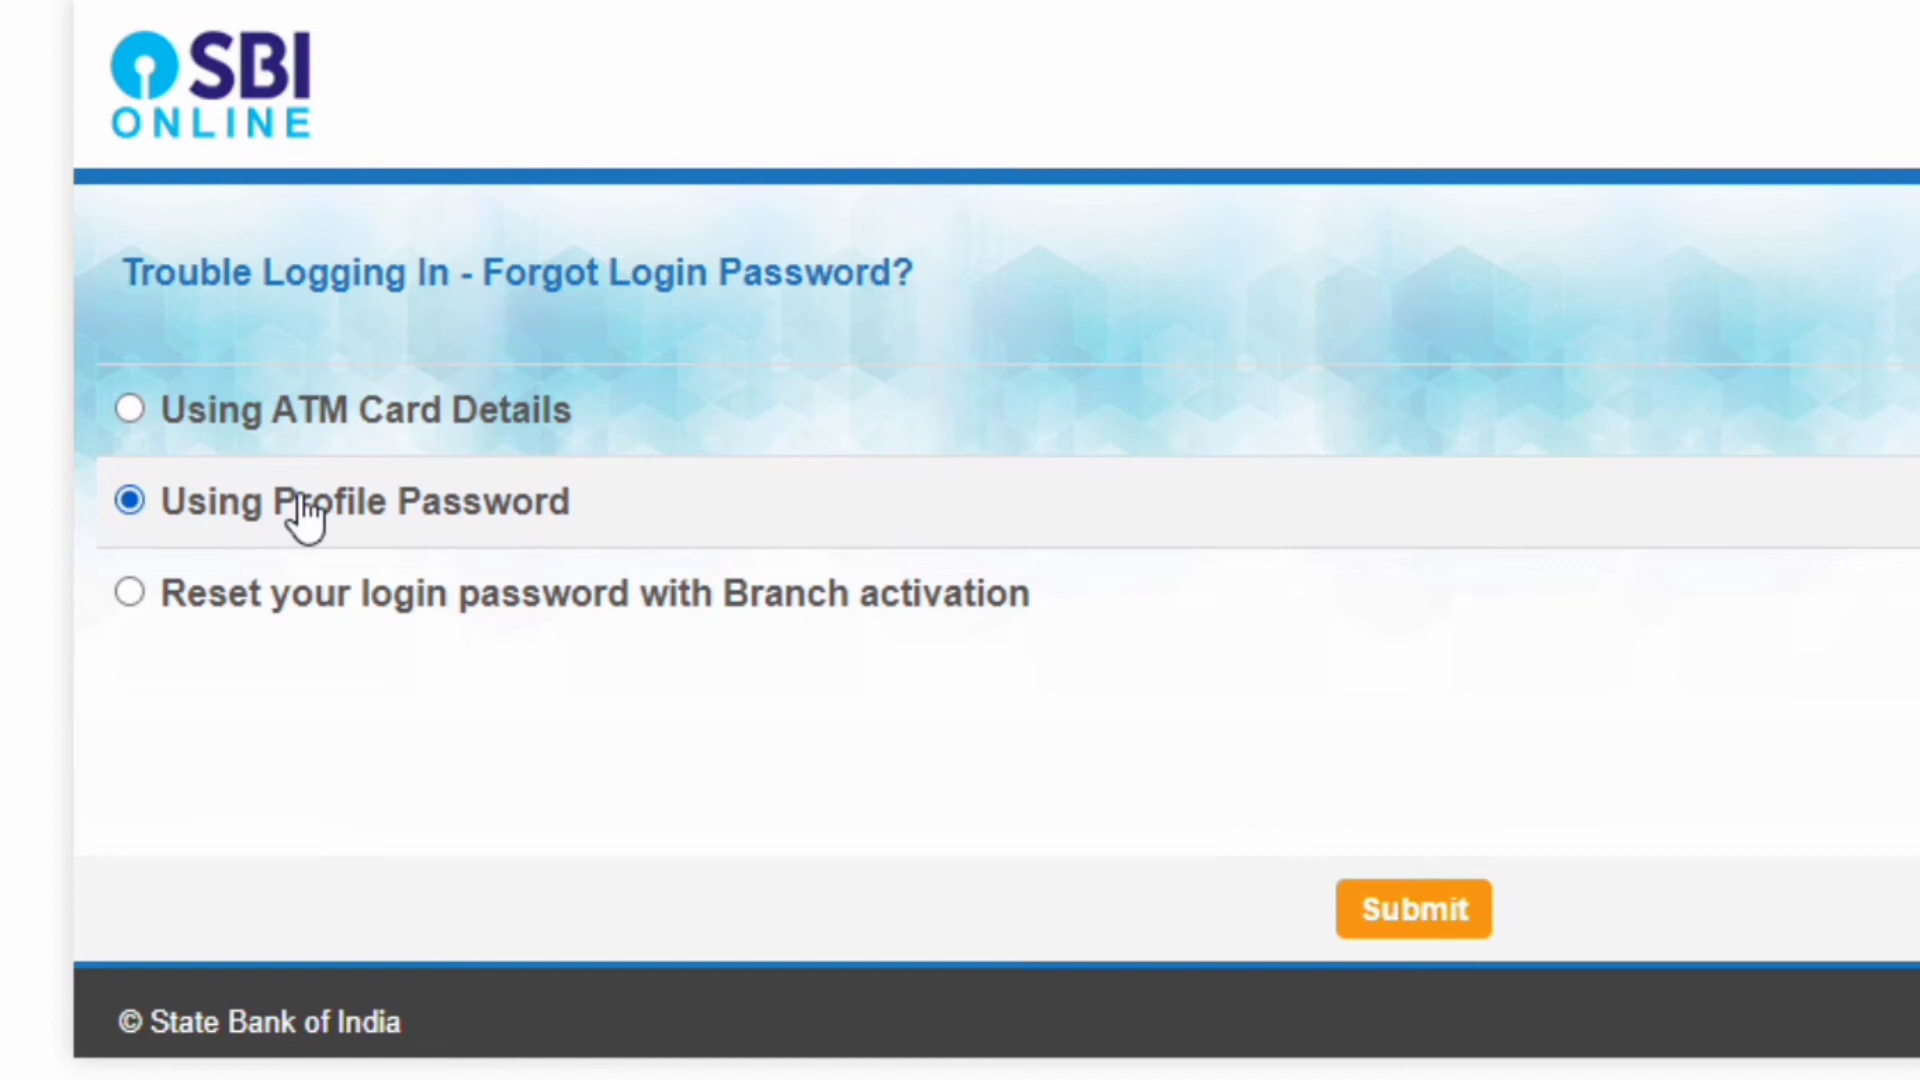 SBI
ONLINE
Trouble Logging In - Forgot Login Password?
Using ATM Card Details
Using Profile Password
Reset your login password with Branch activation
Submit
© State Bank of India